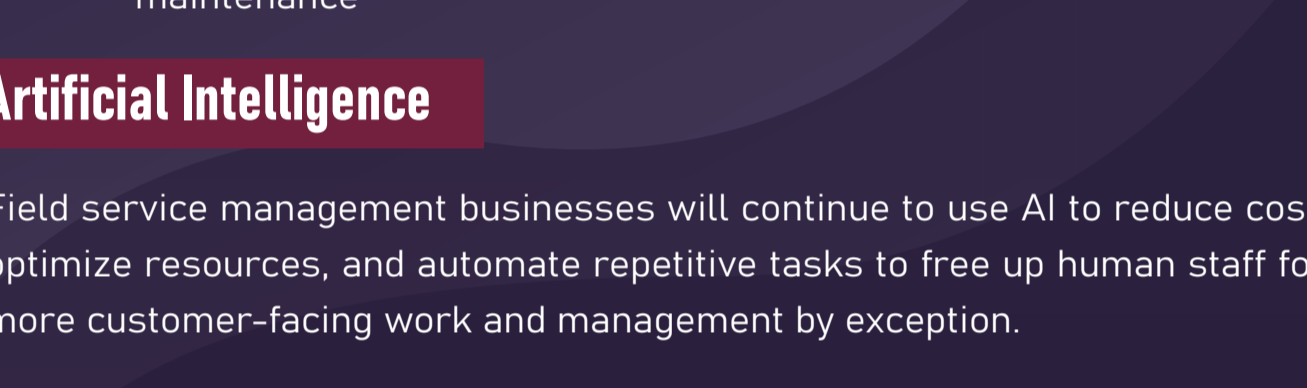 maintenance
Artificial Intelligence
Field service management businesses will continue to use AI to reduce cos
optimize resources, and automate repetitive tasks to free up human staff fo
more customer-facing work and management by exception.